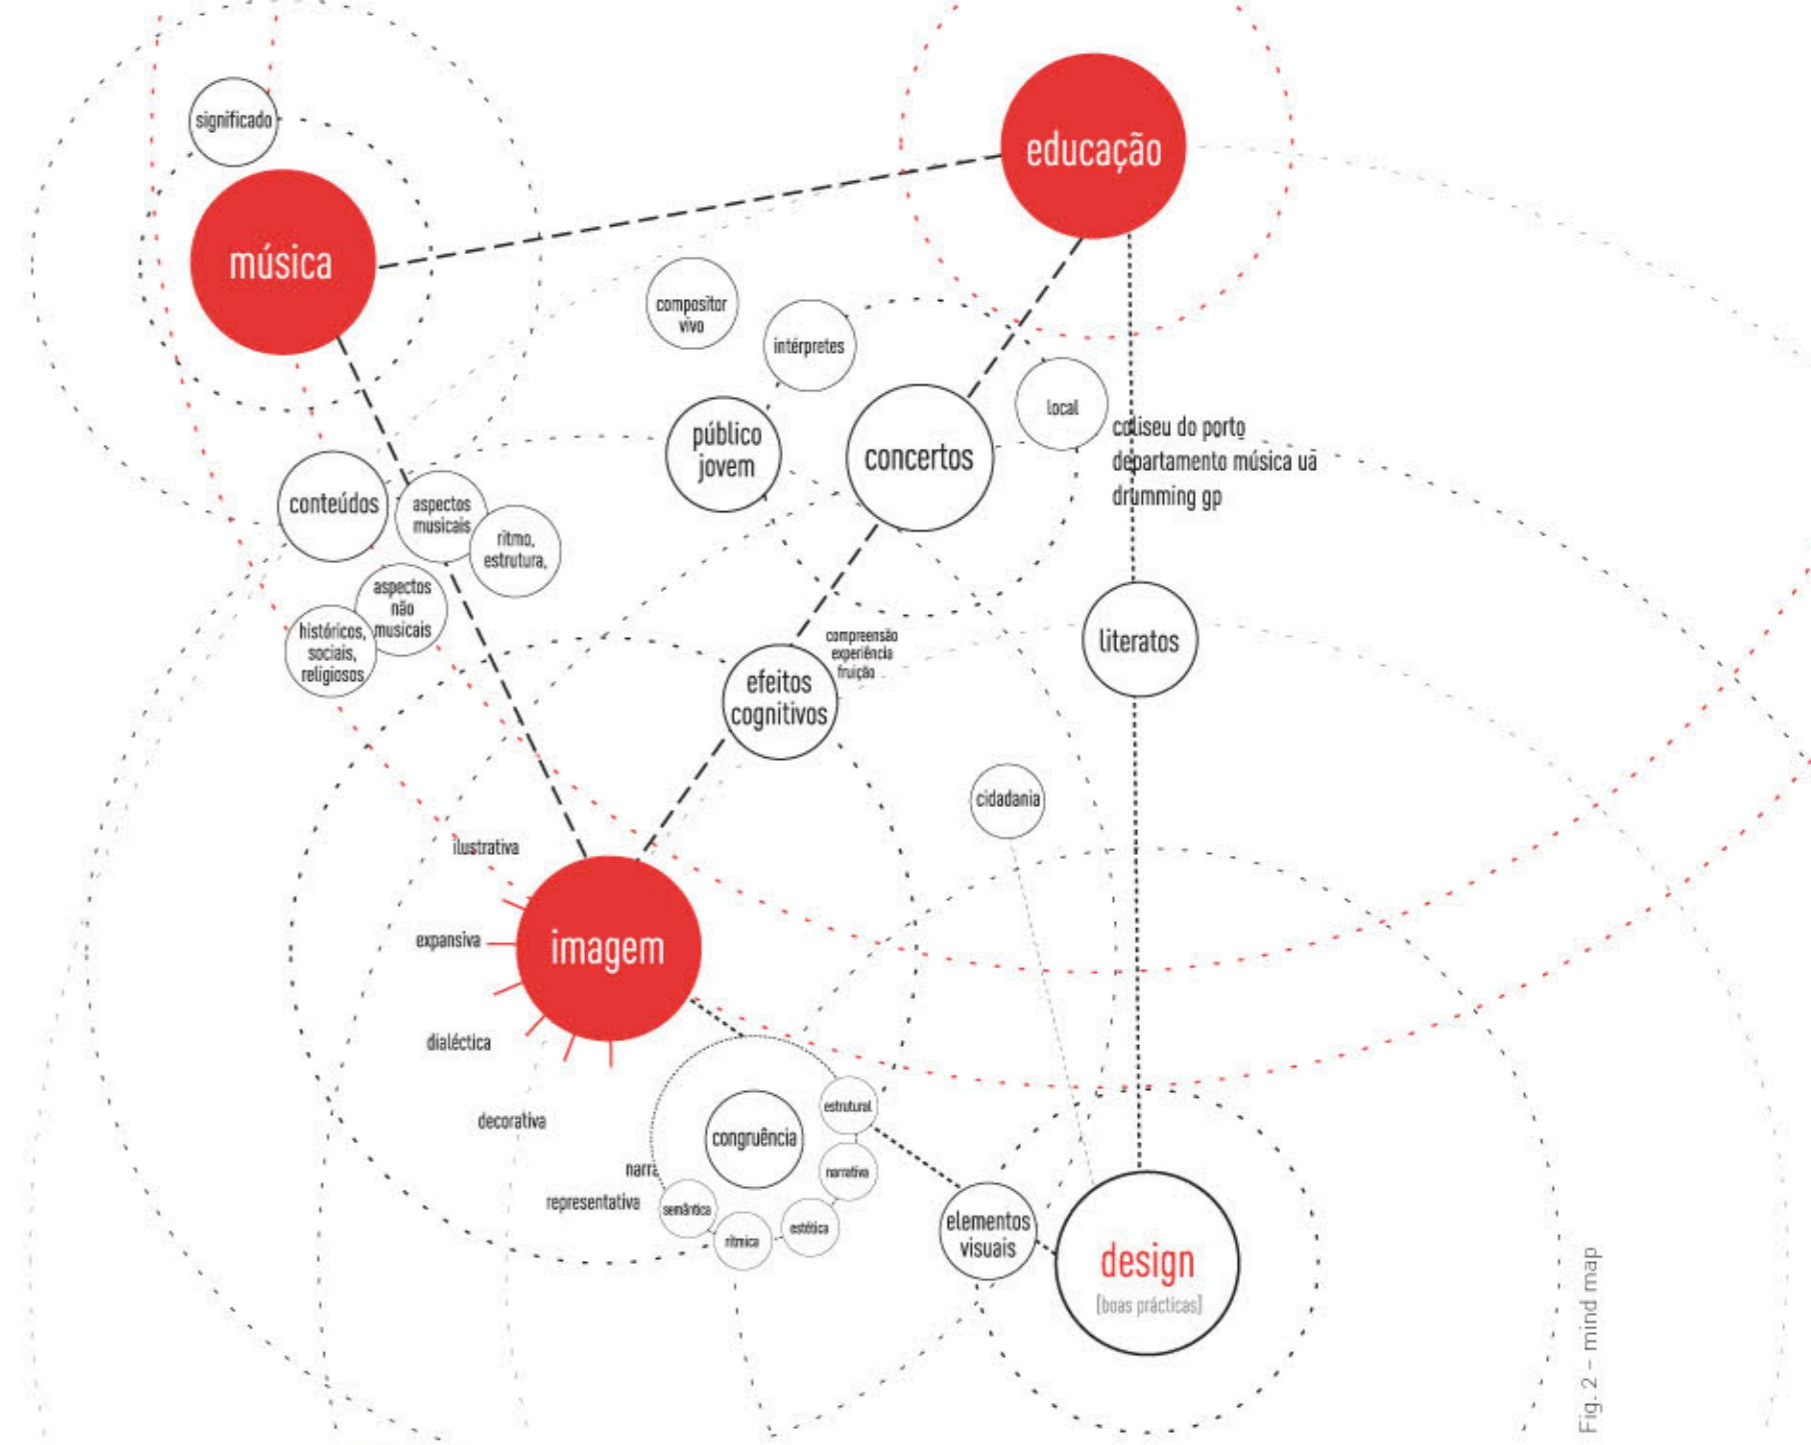 significado
educação
música
compositor
vivo
intérpretes
local
público
jovem
concertos
coliseu do porto
departamento música ua
drumming gp
conteúdos
aspectos
musicais
ritmo,
estrutura,
aspectos
não
musicais
históricos,
sociais,
religiosos
compreensão
experiência
fruição
literatos
efeitos
cognitivos
cidadania
ilustrativa
expansiva
imagem
dialéctica
decorativa
estrutural
congruência
narra
narrativa
representativa
semântica
rítmica
estética
elementos
visuais
design
[boas prácticas]
Fig. 2 – mind map